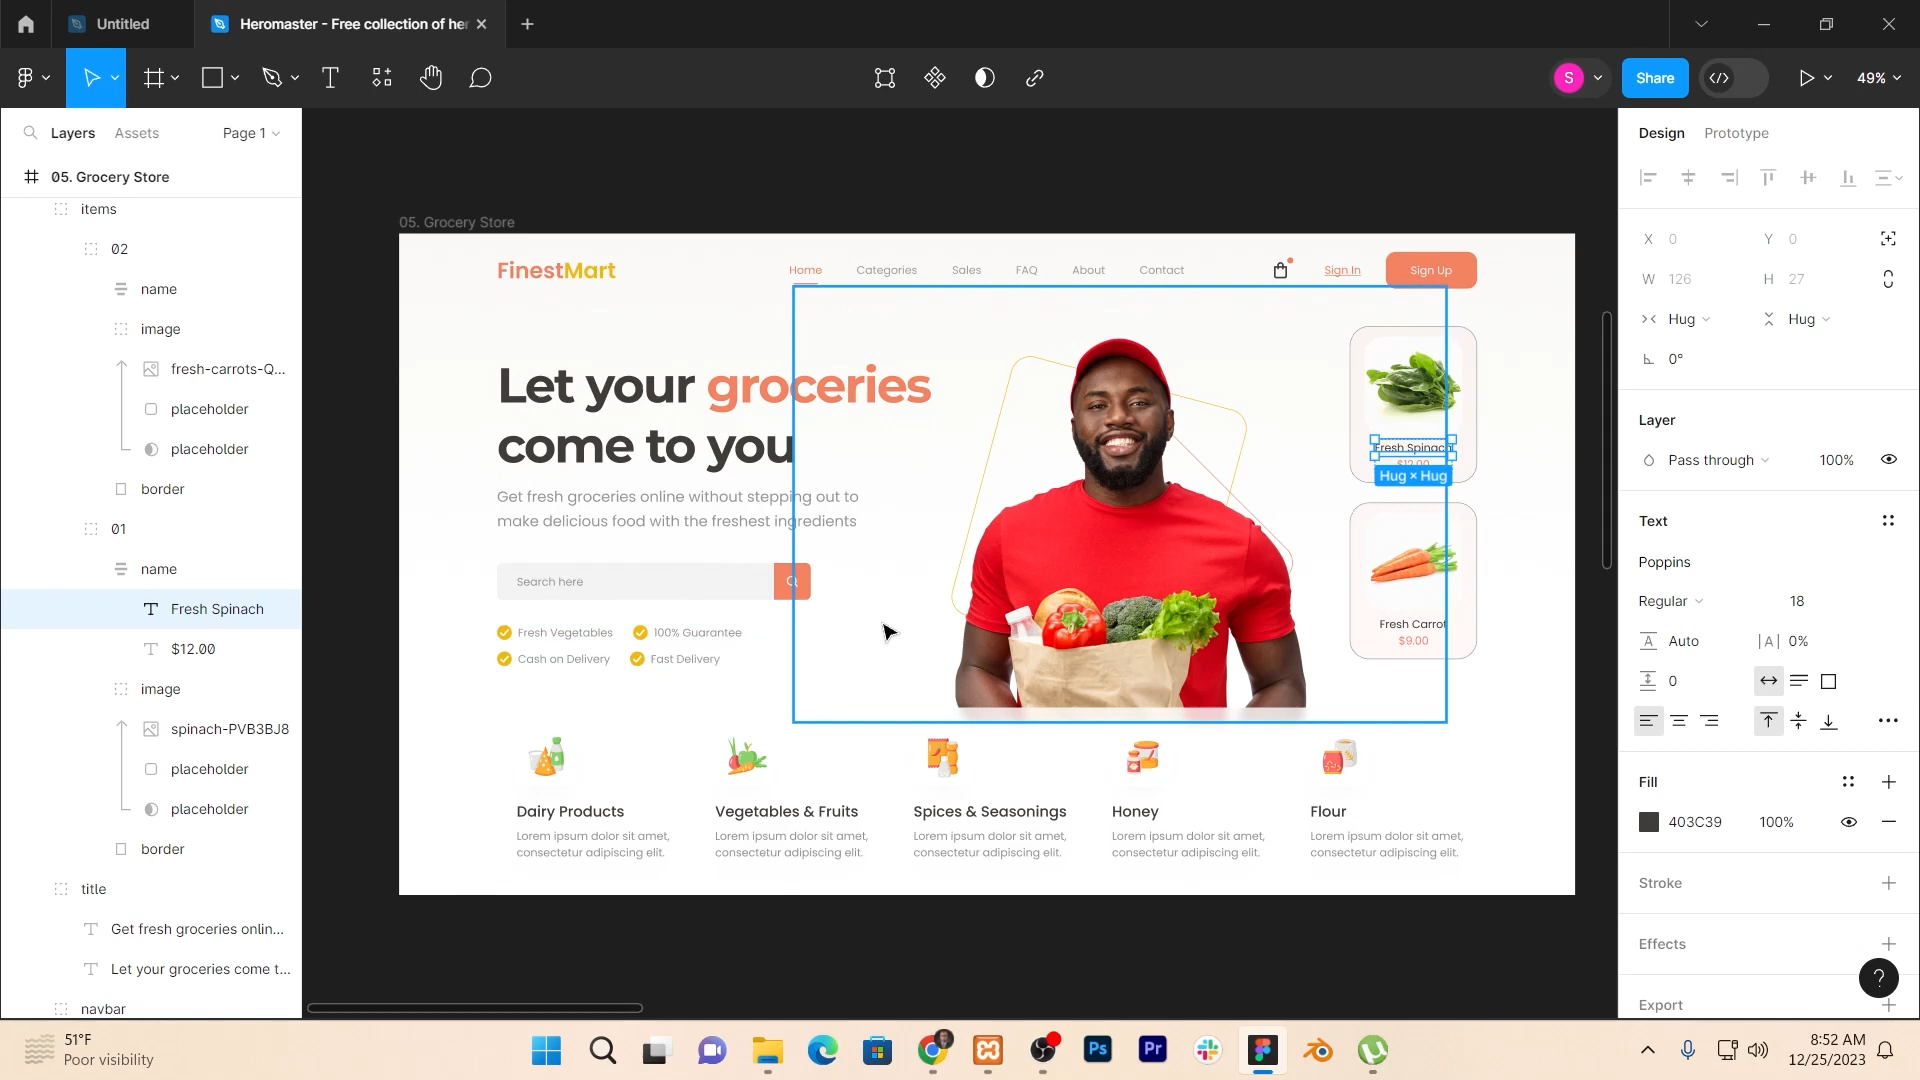 Untitled
Heromaster - Free collection of her
S
Share
49%
Layers
Assets
Page 1
05. Grocery Store
items
02
name
image
fresh-carrots-Q...
placeholder
placeholder
border
01
name
Fresh Spinach
$12.00
image
spinach-PVB3BJ8
placeholder
placeholder
border
title
Get fresh groceries onlin...
Let your groceries come t...
navbar
05. Grocery Store
FinestMart
Home
Categories
Sales
FAQ
About
Contact
Sign In
Sign Up
Let your groceries
come to you
Get fresh groceries online without stepping out to
make delicious food with the freshest ingredients
Search here
Fresh Vegetables
100% Guarantee
Cash on Delivery
Fast Delivery
Fresh Spinach
$12.00
Hug × Hug
Fresh Carrot
$9.00
Dairy Products
Lorem ipsum dolor sit amet,
consectetur adipiscing elit.
Vegetables & Fruits
Lorem ipsum dolor sit amet,
consectetur adipiscing elit.
Spices & Seasonings
Lorem ipsum dolor sit amet,
consectetur adipiscing elit.
Honey
Lorem ipsum dolor sit amet,
consectetur adipiscing elit.
Flour
Lorem ipsum dolor sit amet,
consectetur adipiscing elit.
Design
Prototype
X 0
Y 0
W 126
H 27
Hug
Hug
0°
Layer
Pass through
100%
Text
Poppins
Regular
18
A Auto
|A| 0%
0
Fill
403C39
100%
Stroke
Effects
?
Export
51°F
Poor visibility
Ps
Pr
8:52 AM
12/25/2023